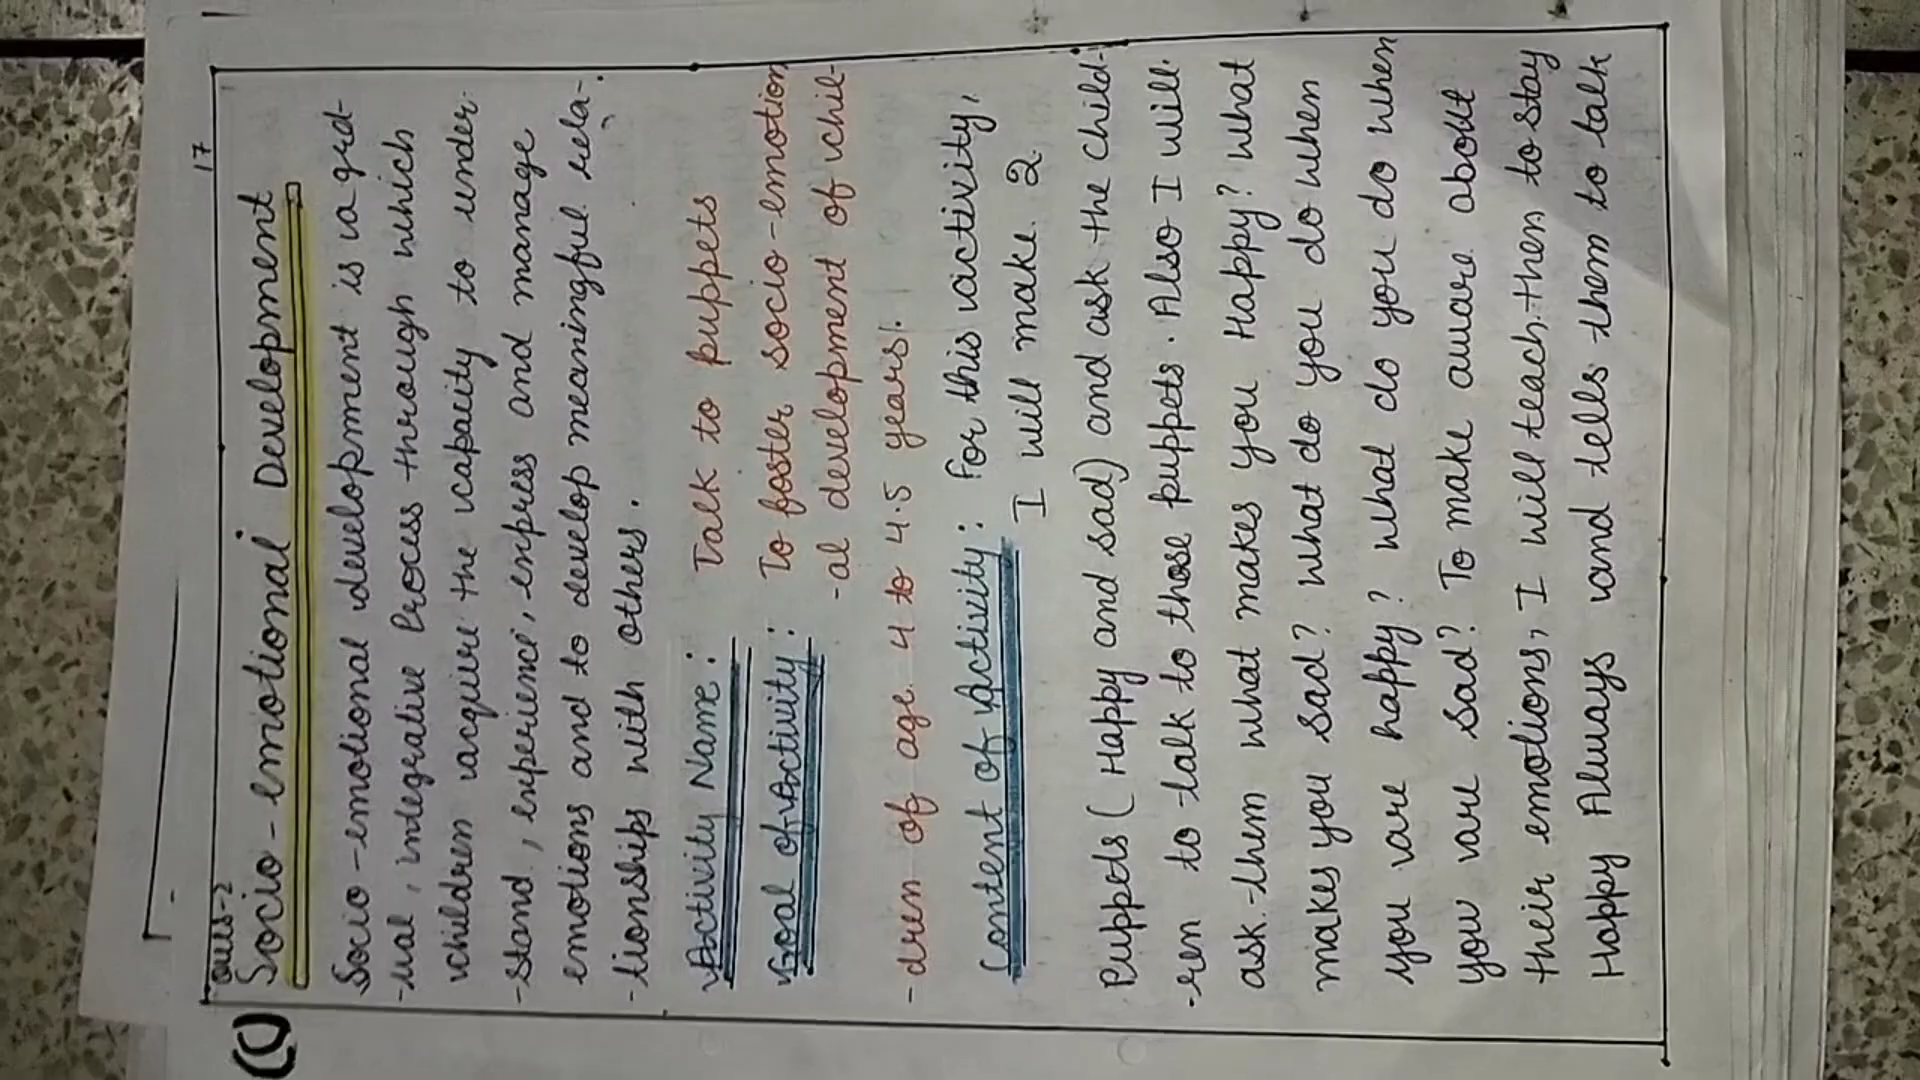 17
ans-2
(C) Socio-emotional Development
Socio-emotional development is a grd-
-ual, integrative Process through which
children acquire the capacity to under-
-stand, experience, express and manage
emotions and to develop meaningful rela-
-tionships with others.
Activity Name: Talk to puppets
Goal of Activity: To foster socio-emotion
-al development of chil-
-dren of age 4 to 4.5 years.
Content of Activity: For this activity,
I will make 2
Puppets (Happy and sad) and ask the child-
-ren to talk to those puppets. Also I will
ask them what makes you Happy? what
makes you sad? what do you do when
you are happy? what do you do when
you are sad? To make aware about
their emotions, I will teach them to stay
Happy Always and tells them to talk